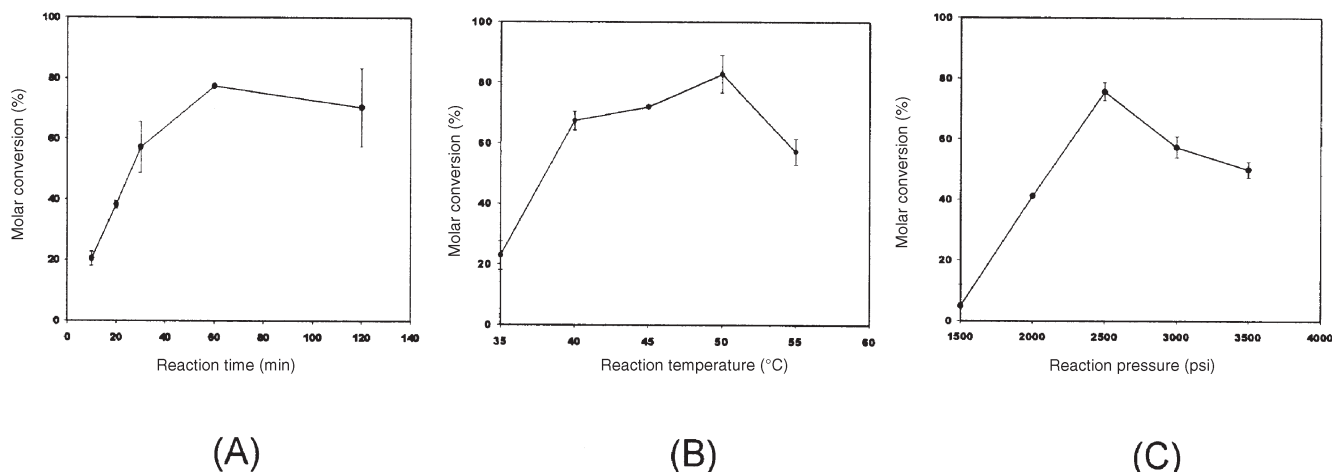 100
80
60
40
20
0
0 20 40 60 80 100 120 140
Molar conversion (%)
Reaction time (min)
(A)
100
80
60
40
20
0
35 40 45 50 55 60
Molar conversion (%)
Reaction temperature (°C)
(B)
100
80
60
40
20
0
1500 2000 2500 3000 3500 4000
Molar conversion (%)
Reaction pressure (psi)
(C)